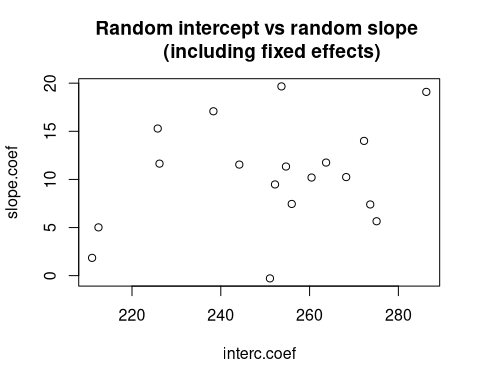 Random intercept vs random slope
(including fixed effects)
slope.coef
20
15
10
5
0
220 240 260 280
interc.coef